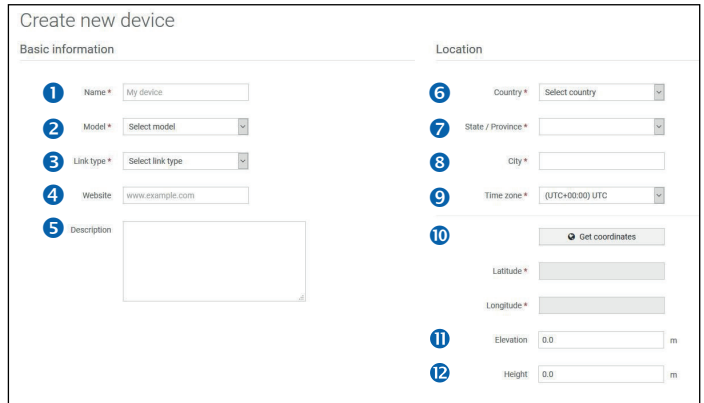 Create new device
Basic information
1 Name * My device
2 Model * Select model
3 Link type * Select link type
4 Website www.example.com
5 Description
Location
6 Country * Select country
7 State / Province *
8 City *
9 Time zone * (UTC+00:00) UTC
10 Get coordinates
Latitude *
Longitude *
11 Elevation 0.0 m
12 Height 0.0 m